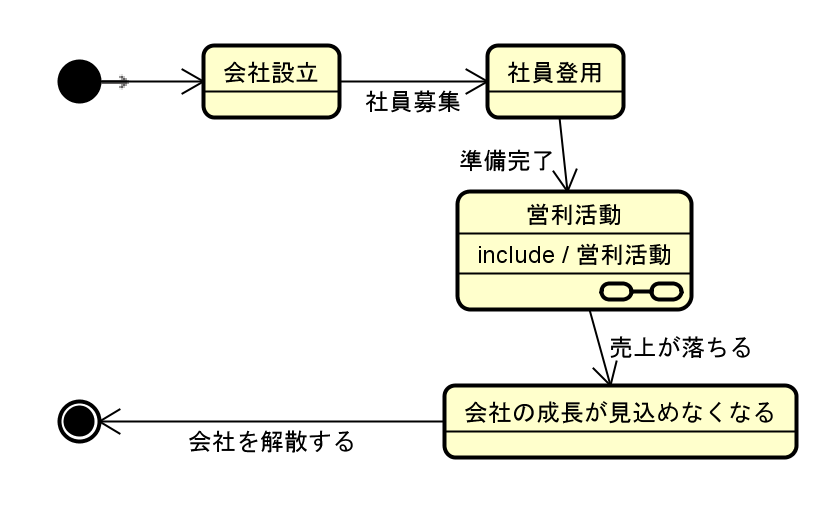 会社設立
社員募集
社員登用
準備完了
営利活動
include / 営利活動
売上が落ちる
会社の成長が見込めなくなる
会社を解散する